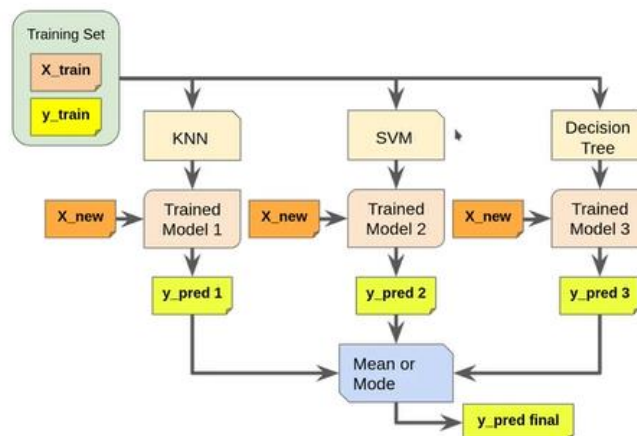 Training Set
X_train
y_train
KNN
SVM
Decision
Tree
X_new
Trained
Model 1
X_new
Trained
Model 2
X_new
Trained
Model 3
y_pred 1
y_pred 2
y_pred 3
Mean or
Mode
y_pred final